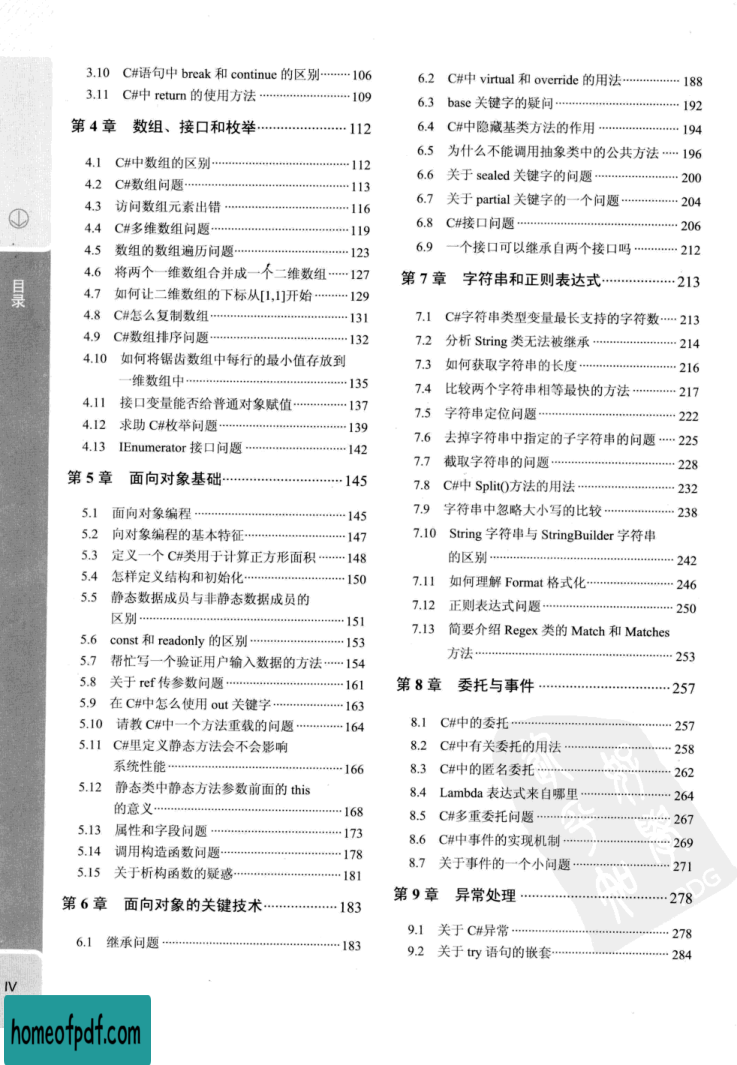 3.10 C#语句中 break 和 continue 的区别………106
3.11 C#中 return 的使用方法………………………109
第 4 章 数组、接口和枚举……………………112
4.1 C#中数组的区别……………………………………112
4.2 C#数组问题…………………………………………113
4.3 访问数组元素出错…………………………………116
4.4 C#多维数组问题……………………………………119
4.5 数组的数组遍历问题………………………………123
4.6 将两个一维数组合并成一个二维数组……127
4.7 如何让二维数组的下标从[1,1]开始………129
4.8 C#怎么复制数组……………………………………131
4.9 C#数组排序问题……………………………………132
4.10 如何将锯齿数组中每行的最小值存放到
一维数组中…………………………………………135
4.11 接口变量能否给普通对象赋值……………137
4.12 求助 C#枚举问题…………………………………139
4.13 IEnumerator 接口问题…………………………142
第 5 章 面向对象基础……………………………145
5.1 面向对象编程………………………………………145
5.2 向对象编程的基本特征……………………………147
5.3 定义一个 C#类用于计算正方形面积………148
5.4 怎样定义结构和初始化……………………………150
5.5 静态数据成员与非静态数据成员的
区别……………………………………………………151
5.6 const 和 readonly 的区别………………………153
5.7 帮忙写一个验证用户输入数据的方法……154
5.8 关于 ref 传参数问题………………………………161
5.9 在 C#中怎么使用 out 关键字…………………163
5.10 请教 C#中一个方法重载的问题……………164
5.11 C#里定义静态方法会不会影响
系统性能………………………………………………166
5.12 静态类中静态方法参数前面的 this
的意义…………………………………………………168
5.13 属性和字段问题…………………………………173
5.14 调用构造函数问题………………………………178
5.15 关于析构函数的疑惑……………………………181
第 6 章 面向对象的关键技术…………………183
6.1 继承问题……………………………………………183
6.2 C#中 virtual 和 override 的用法………………188
6.3 base 关键字的疑问………………………………192
6.4 C#中隐藏基类方法的作用………………………194
6.5 为什么不能调用抽象类中的公共方法……196
6.6 关于 sealed 关键字的问题………………………200
6.7 关于 partial 关键字的一个问题………………204
6.8 C#接口问题…………………………………………206
6.9 一个接口可以继承自两个接口吗……………212
第 7 章 字符串和正则表达式…………………213
7.1 C#字符串类型变量最长支持的字符数……213
7.2 分析 String 类无法被继承………………………214
7.3 如何获取字符串的长度……………………………216
7.4 比较两个字符串相等最快的方法……………217
7.5 字符串定位问题……………………………………222
7.6 去掉字符串中指定的子字符串的问题……225
7.7 截取字符串的问题…………………………………228
7.8 C#中 Split()方法的用法…………………………232
7.9 字符串中忽略大小写的比较……………………238
7.10 String 字符串与 StringBuilder 字符串
的区别…………………………………………………242
7.11 如何理解 Format 格式化………………………246
7.12 正则表达式问题…………………………………250
7.13 简要介绍 Regex 类的 Match 和 Matches
方法……………………………………………………253
第 8 章 委托与事件………………………………257
8.1 C#中的委托…………………………………………257
8.2 C#中有关委托的用法……………………………258
8.3 C#中的匿名委托……………………………………262
8.4 Lambda 表达式来自哪里…………………………264
8.5 C#多重委托问题……………………………………267
8.6 C#中事件的实现机制……………………………269
8.7 关于事件的一个小问题……………………………271
第 9 章 异常处理……………………………………278
9.1 关于 C#异常…………………………………………278
9.2 关于 try 语句的嵌套………………………………284
目录
IV
homeofpdf.com